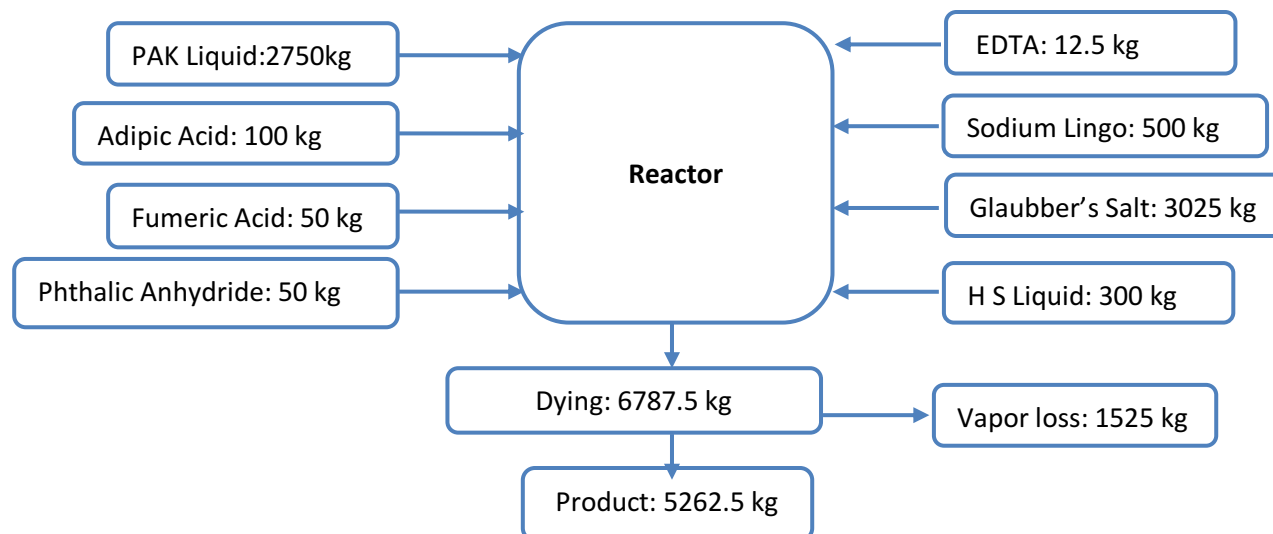 PAK Liquid:2750kg
EDTA: 12.5 kg
Adipic Acid: 100 kg
Sodium Lingo: 500 kg
Reactor
Fumeric Acid: 50 kg
Glaubber’s Salt: 3025 kg
Phthalic Anhydride: 50 kg
H S Liquid: 300 kg
Dying: 6787.5 kg
Vapor loss: 1525 kg
Product: 5262.5 kg